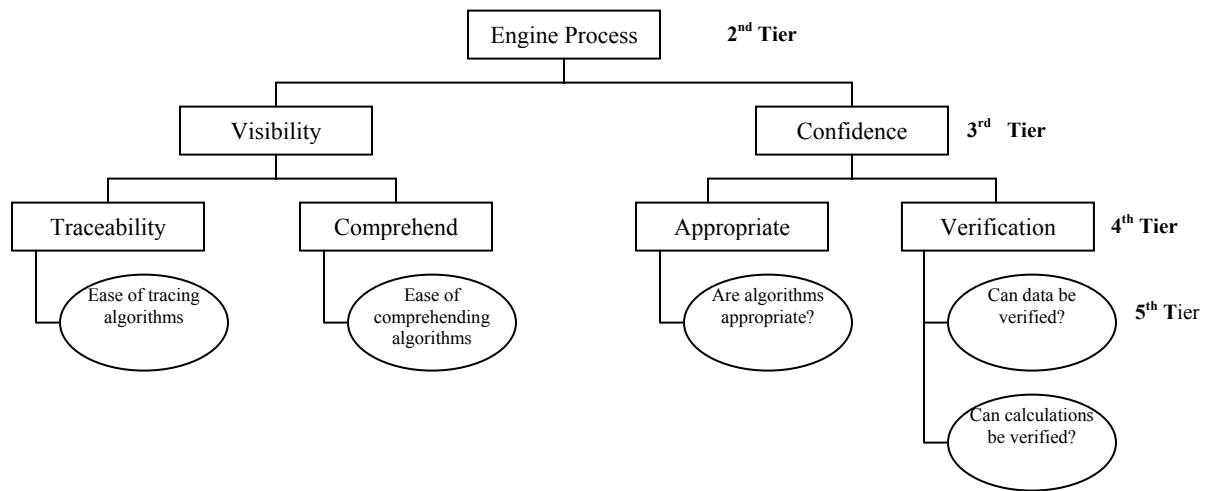 Engine Process
2nd Tier
Visibility
Confidence
3rd Tier
Traceability
Comprehend
Appropriate
Verification
4th Tier
Ease of tracing
algorithms
Ease of
comprehending
algorithms
Are algorithms
appropriate?
Can data be
verified?
5th Tier
Can calculations
be verified?